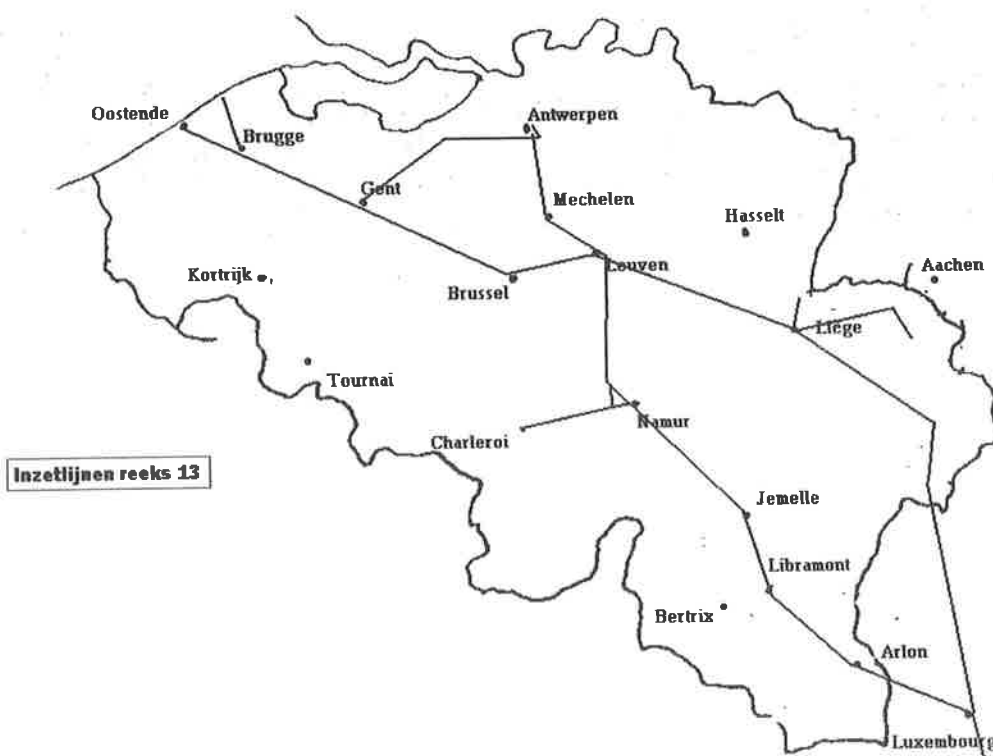 Oostende
Antwerpen
Brugge
Gent
Mechelen
Hasselt
Kortrijk
Brussel
Leuven
Aachen
Liège
Tournai
Charleroi
Namur
Inzetlijnen reeks 13
Jemelle
Libramont
Bertrix
Arlon
Luxembourg